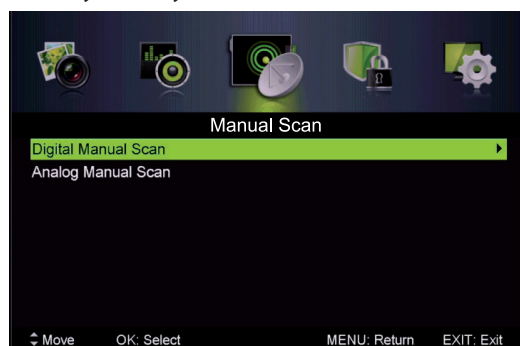 Manual Scan
Digital Manual Scan
Analog Manual Scan
Move OK: Select MENU: Return EXIT: Exit